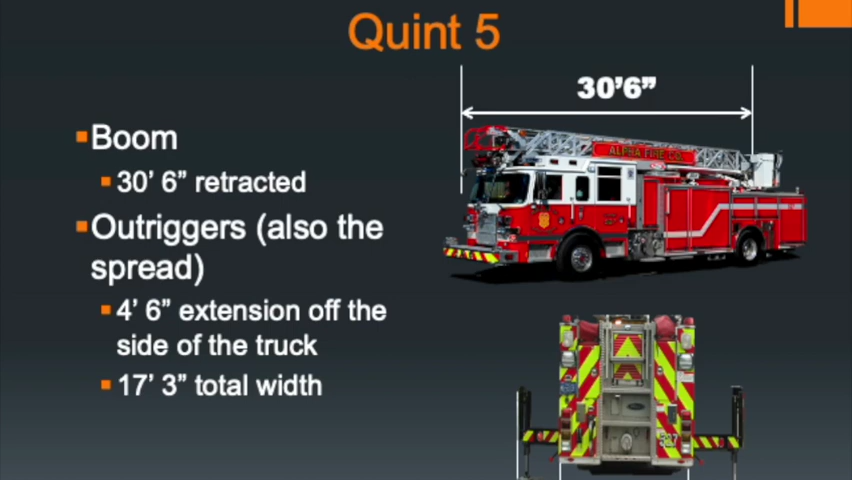 Quint 5
30’6”
Boom
30’ 6” retracted
Outriggers (also the
spread)
4’ 6” extension off the
side of the truck
17’ 3” total width
ALPHA FIRE CO.